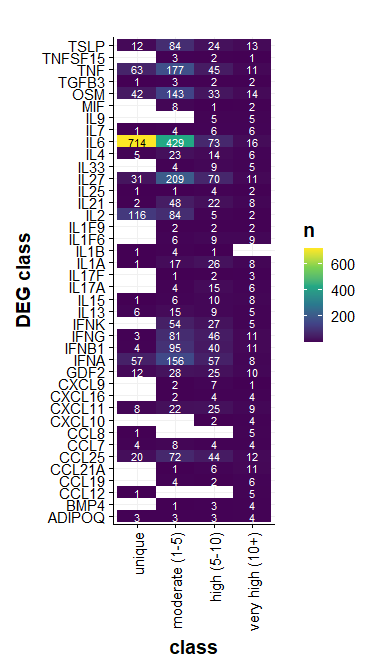 TSLP 12 84 24 13
TNFSF15 3 2 1
TNF 63 177 45 11
TGFB3 1 3 2 2
OSM 42 143 33 14
MIF 8 1 2
IL9 5 5
IL7 1 4 6 6
IL6 714 429 73 16
IL4 5 23 14 6
IL33 4 9 5
IL27 31 209 70 11
IL25 1 1 4 2
IL21 2 48 22 8
IL2 116 84 5 2
IL1F9 2 2 2
IL1F6 6 9 9
IL1B 1 4 1
IL1A 1 17 26 8
IL17F 1 2 3
IL17A 4 15 6
IL15 1 6 10 8
IL13 6 15 9 5
IFNK 54 27 5
IFNG 3 81 46 11
IFNB1 4 95 40 11
IFNA 57 156 57 8
GDF2 12 28 25 10
CXCL9 2 7 1
CXCL16 2 4 4
CXCL11 8 22 25 9
CXCL10 2 4
CCL8 1 5
CCL7 4 8 4 4
CCL25 20 72 44 12
CCL21A 1 6 11
CCL19 4 2 6
CCL12 1 5
BMP4 1 3 4
ADIPOQ 3 3 3 4
DEG class
unique
moderate (1-5)
high (5-10)
very high (10+)
class
n
600
400
200